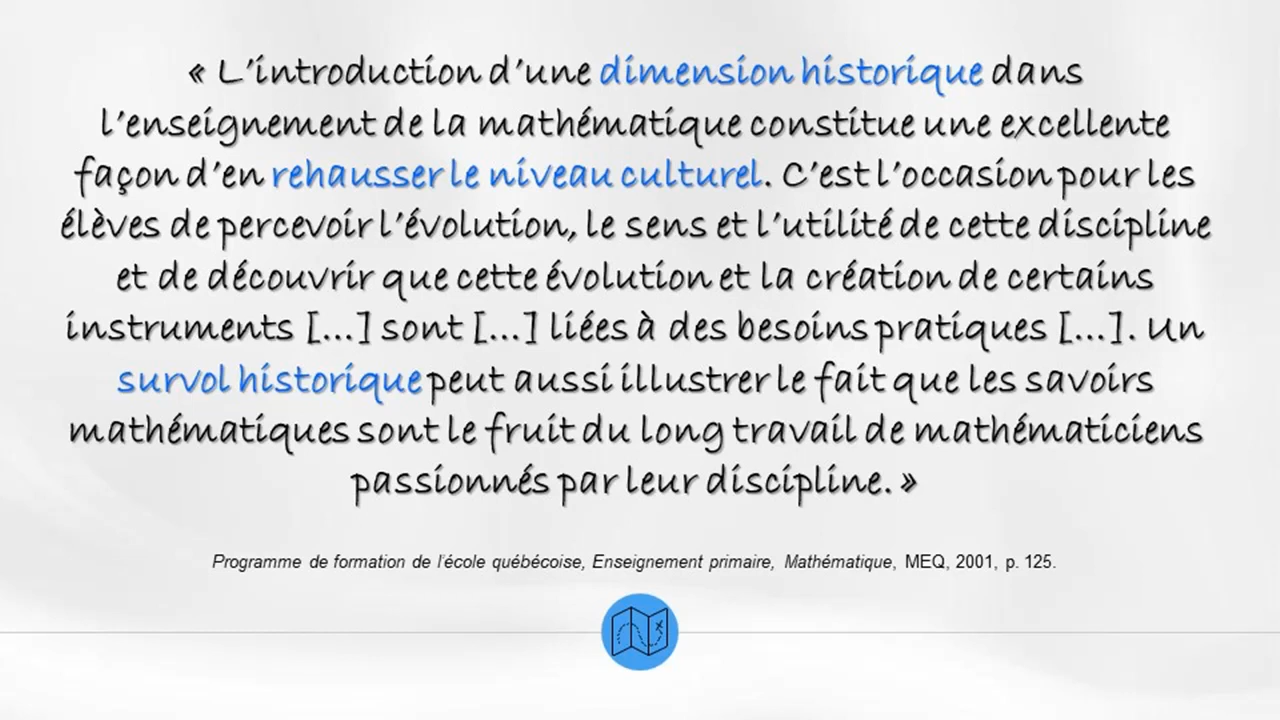 « L'introduction d'une dimension historique dans
l'enseignement de la mathématique constitue une excellente
façon d'en rehausser le niveau culturel. C'est l'occasion pour les
élèves de percevoir l'évolution, le sens et l'utilité de cette discipline
et de découvrir que cette évolution et la création de certains
instruments [...] sont [...] liées à des besoins pratiques [...]. Un
survol historique peut aussi illustrer le fait que les savoirs
mathématiques sont le fruit du long travail de mathématiciens
passionnés par leur discipline. »
Programme de formation de l'école québécoise, Enseignement primaire, Mathématique, MEQ, 2001, p. 125.